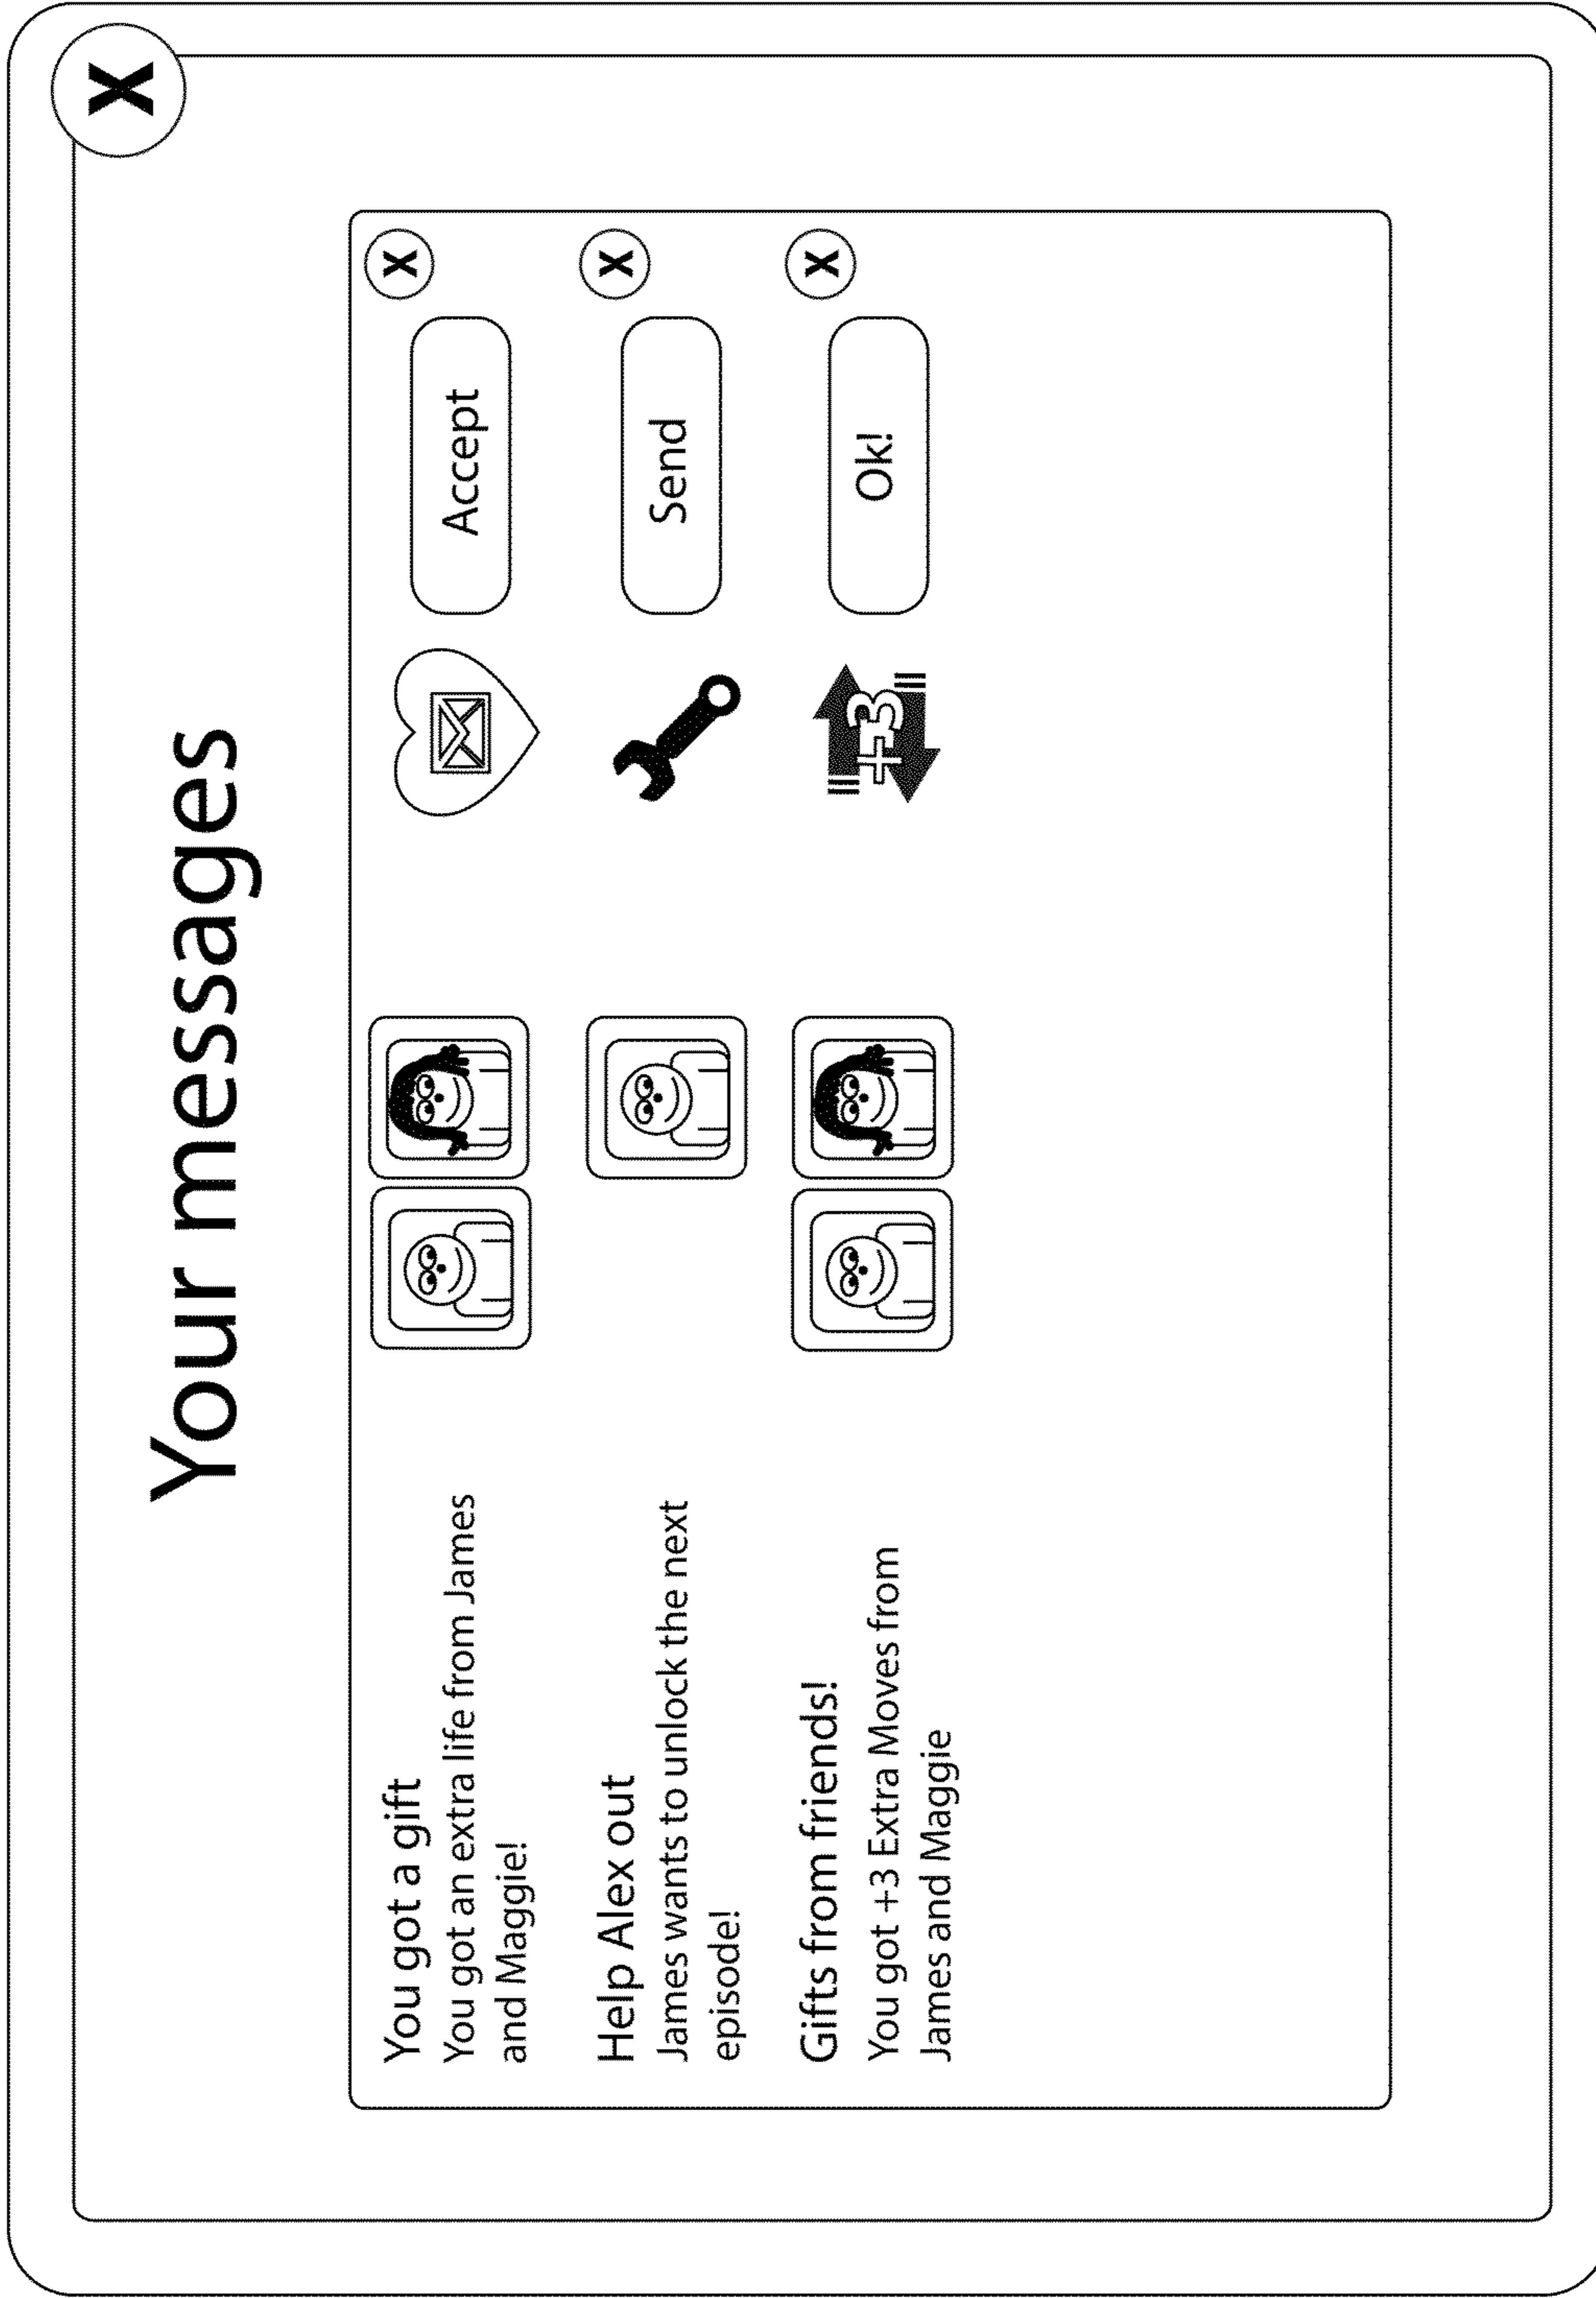 X
Your messages
You got a gift
You got an extra life from James
and Maggie!
Accept
X
Help Alex out
James wants to unlock the next
episode!
Send
X
Gifts from friends!
You got +3 Extra Moves from
James and Maggie
+3
Ok!
X